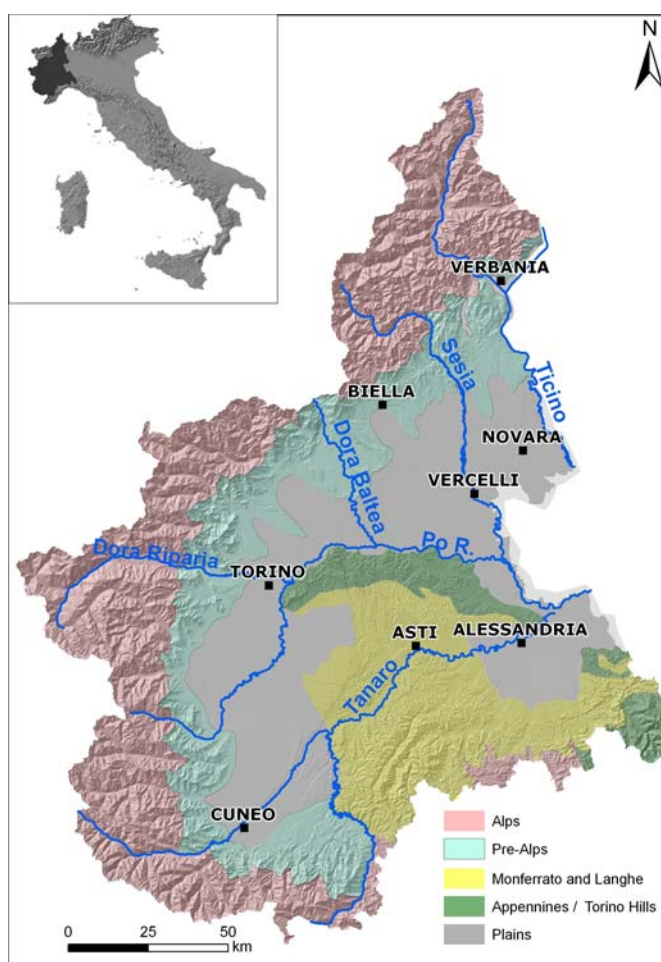 N
VERBANIA
Sesia
Ticino
BIELLA
NOVARA
Dora Baltea
VERCELLI
Po R.
Dora Riparia
TORINO
ASTI
ALESSANDRIA
Tanaro
CUNEO
Alps
Pre-Alps
Monferrato and Langhe
Appennines / Torino Hills
Plains
0 25 50
km